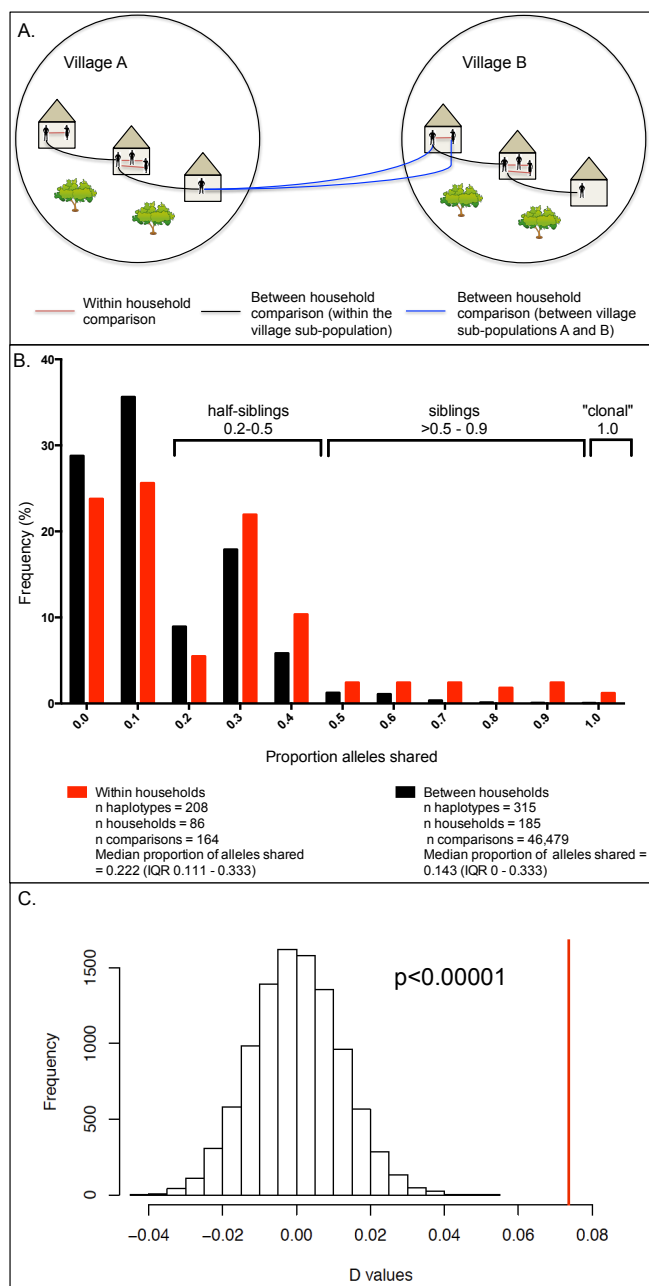 A.
Village A
Village B
Within household
comparison
Between household
comparison (within the
village sub-population)
Between household
comparison (between village
sub-populations A and B)
B.
40
30
20
10
0
Frequency (%)
half-siblings
0.2-0.5
siblings
>0.5 - 0.9
"clonal"
1.0
0.0
0.1
0.2
0.3
0.4
0.5
0.6
0.7
0.8
0.9
1.0
Proportion alleles shared
Within households
n haplotypes = 208
n households = 86
n comparisons = 164
Median proportion of alleles shared
= 0.222 (IQR 0.111 - 0.333)
Between households
n haplotypes = 315
n households = 185
n comparisons = 46,479
Median proportion of alleles shared =
0.143 (IQR 0 - 0.333)
C.
p<0.00001
Frequency
1500
1000
500
0
−0.04
−0.02
0.00
0.02
0.04
0.06
0.08
D values